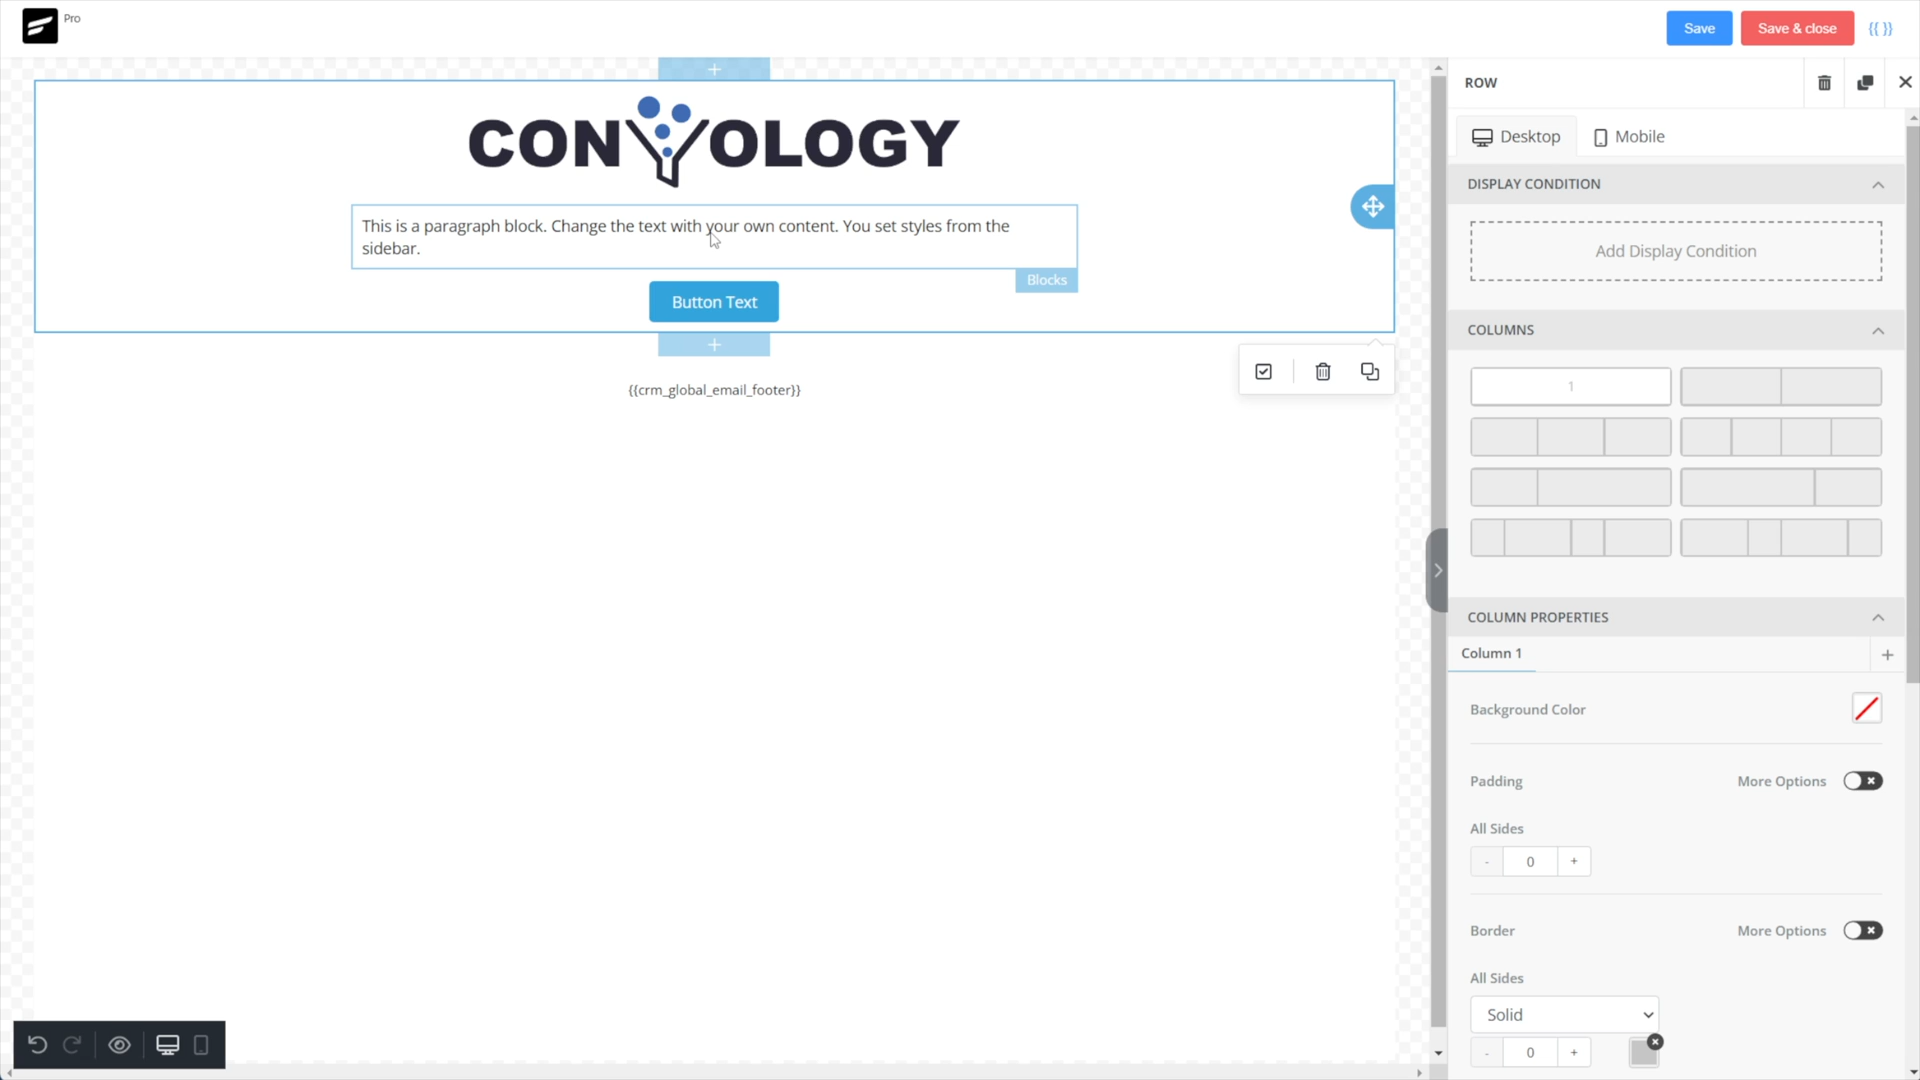 Pro
Save
Save & close
{{ }}
ROW
Desktop
Mobile
DISPLAY CONDITION
Add Display Condition
COLUMNS
1
COLUMN PROPERTIES
Column 1
Background Color
Padding
More Options
All Sides
- 0 +
Border
More Options
All Sides
Solid
- 0 +
CONVOLOGY
This is a paragraph block. Change the text with your own content. You set styles from the
sidebar.
Blocks
Button Text
{{crm_global_email_footer}}